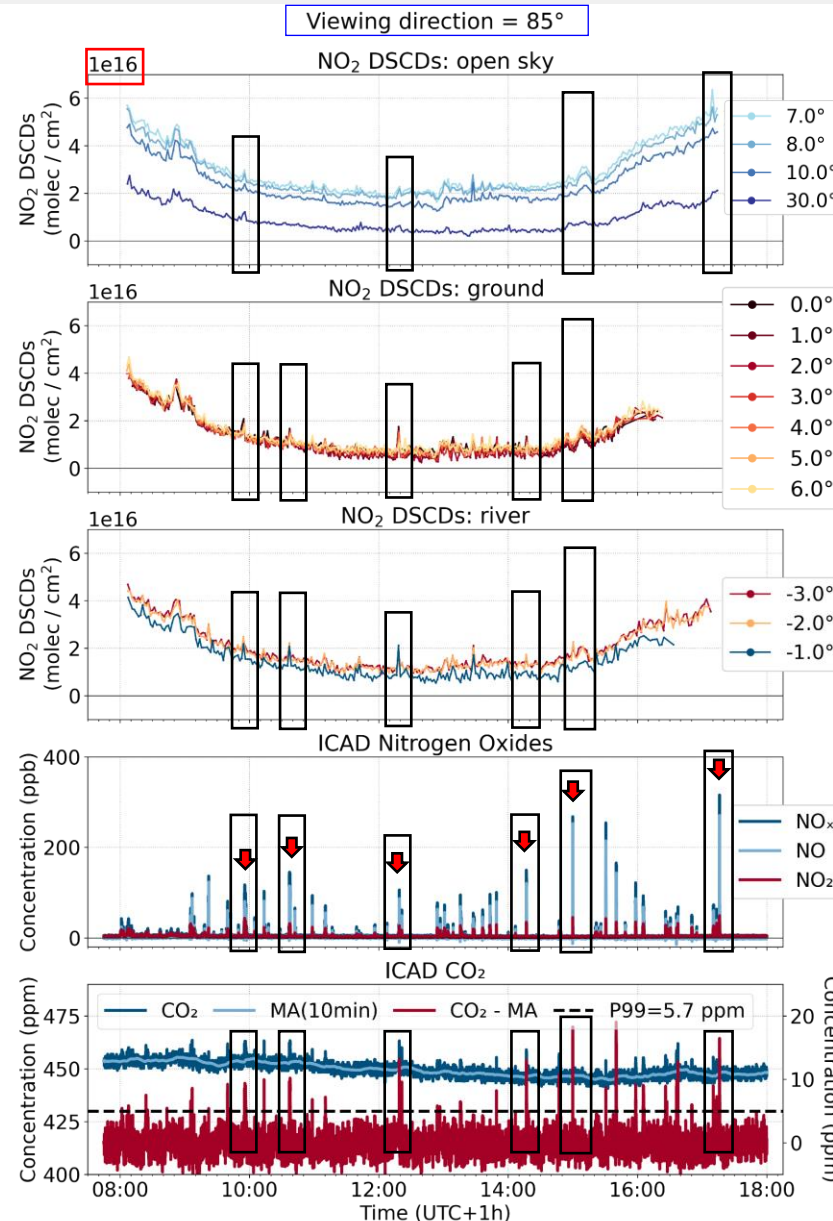 Viewing direction = 85°
1e16
NO₂ DSCDs: open sky
NO₂ DSCDs
(molec / cm²)
6
4
2
0
7.0°
8.0°
10.0°
30.0°
1e16
NO₂ DSCDs: ground
NO₂ DSCDs
(molec / cm²)
6
4
2
0
0.0°
1.0°
2.0°
3.0°
4.0°
5.0°
6.0°
1e16
NO₂ DSCDs: river
NO₂ DSCDs
(molec / cm²)
6
4
2
0
-3.0°
-2.0°
-1.0°
ICAD Nitrogen Oxides
Concentration (ppb)
400
200
0
NOₓ
NO
NO₂
ICAD CO₂
Concentration (ppm)
475
450
425
400
CO₂ MA(10min) CO₂ - MA P99=5.7 ppm
20
10
0
Concentration (ppm)
08:00 10:00 12:00 14:00 16:00 18:00
Time (UTC+1h)